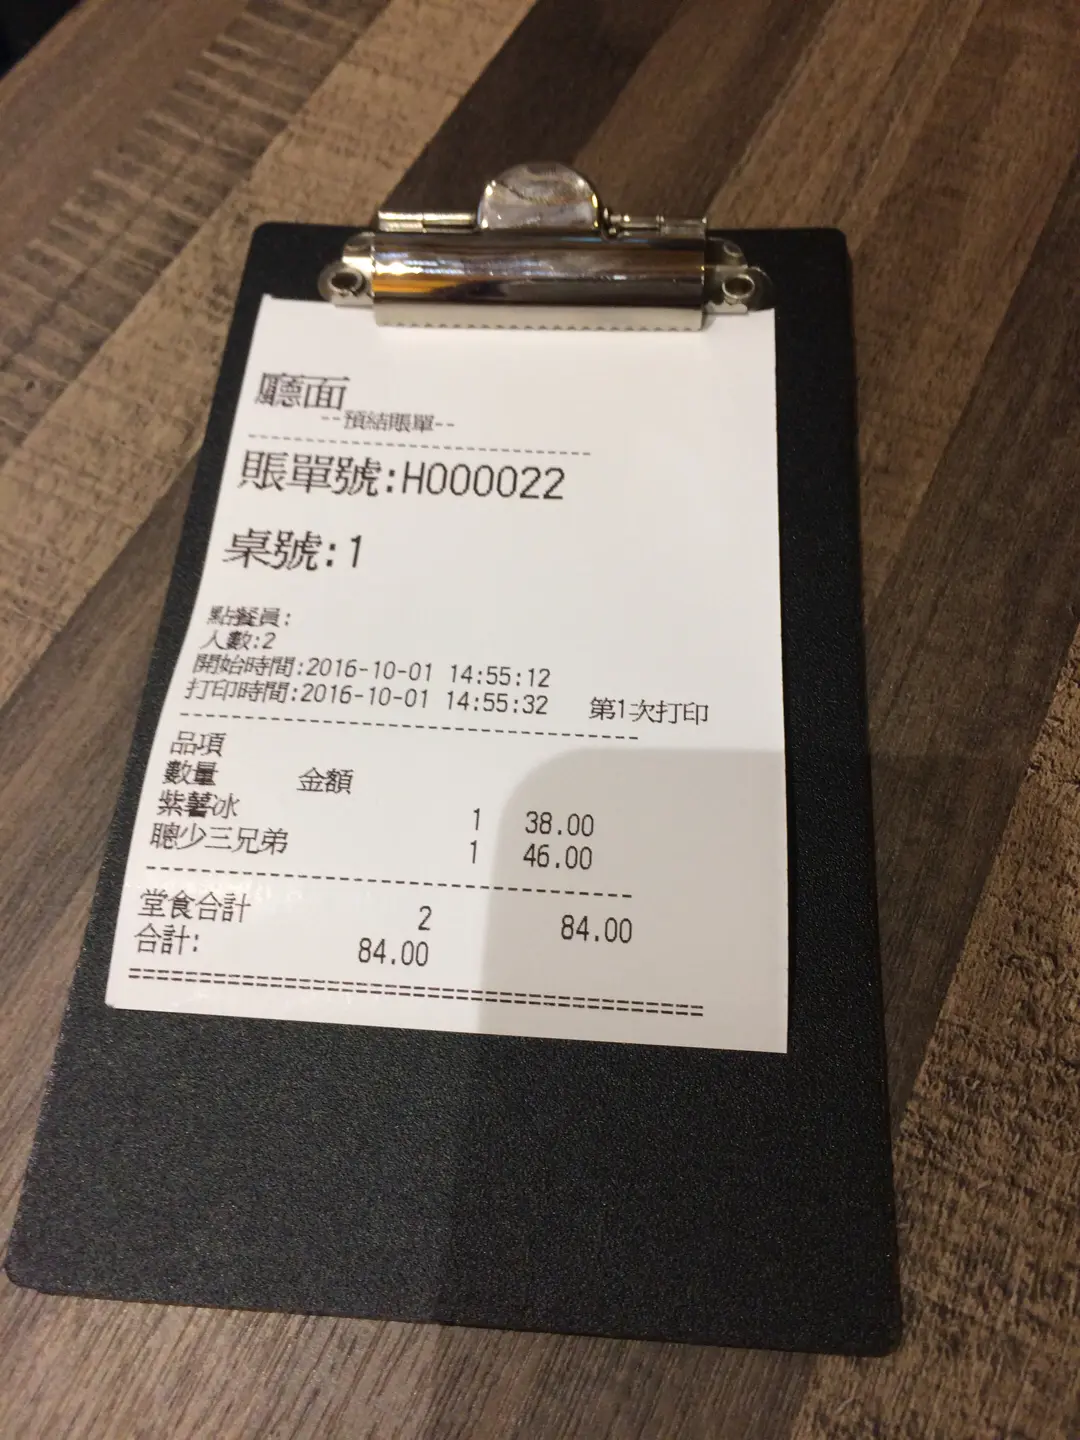 廳面
--預結賬單--
賬單號:H000022
桌號:1
點餐員:
人數:2
開始時間:2016-10-01 14:55:12
打印時間:2016-10-01 14:55:32 第1次打印
品項
數量 金額
紫薯冰 1 38.00
聰少三兄弟 1 46.00
堂食合計 2 84.00
合計: 84.00